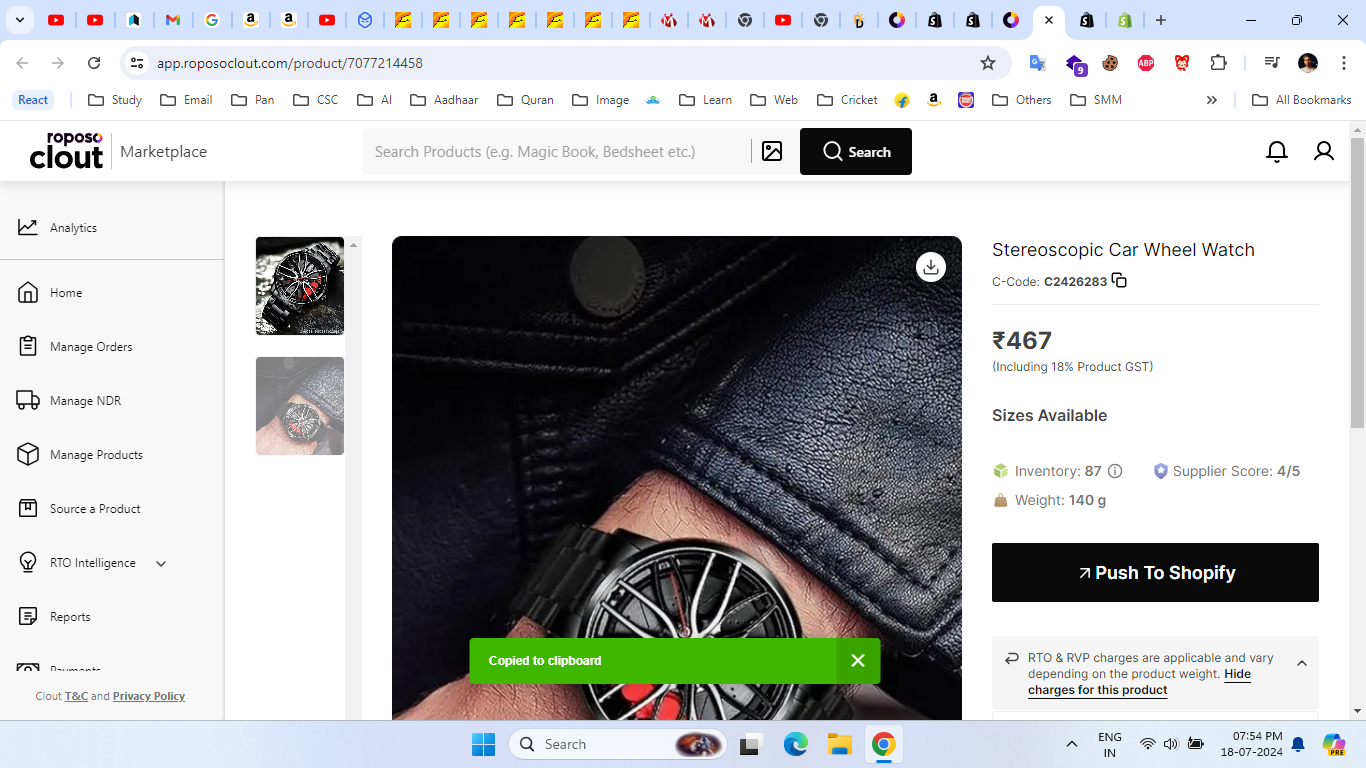 app.roposoclout.com/product/7077214458
9
ABP
React
Study
Email
Pan
CSC
AI
Aadhaar
Quran
Image
Learn
Web
Cricket
Others
SMM
All Bookmarks
roposo
clout
Marketplace
Search Products (e.g. Magic Book, Bedsheet etc.)
Search
Analytics
Home
Manage Orders
Manage NDR
Manage Products
Source a Product
RTO Intelligence
Reports
Payments
Clout T&C and Privacy Policy
Stereoscopic Car Wheel Watch
C-Code: C2426283
₹467
(Including 18% Product GST)
Sizes Available
Inventory: 87
Supplier Score: 4/5
Weight: 140 g
Push To Shopify
RTO & RVP charges are applicable and vary
depending on the product weight. Hide
charges for this product
Copied to clipboard
Search
ENG
IN
07:54 PM
18-07-2024
PRE